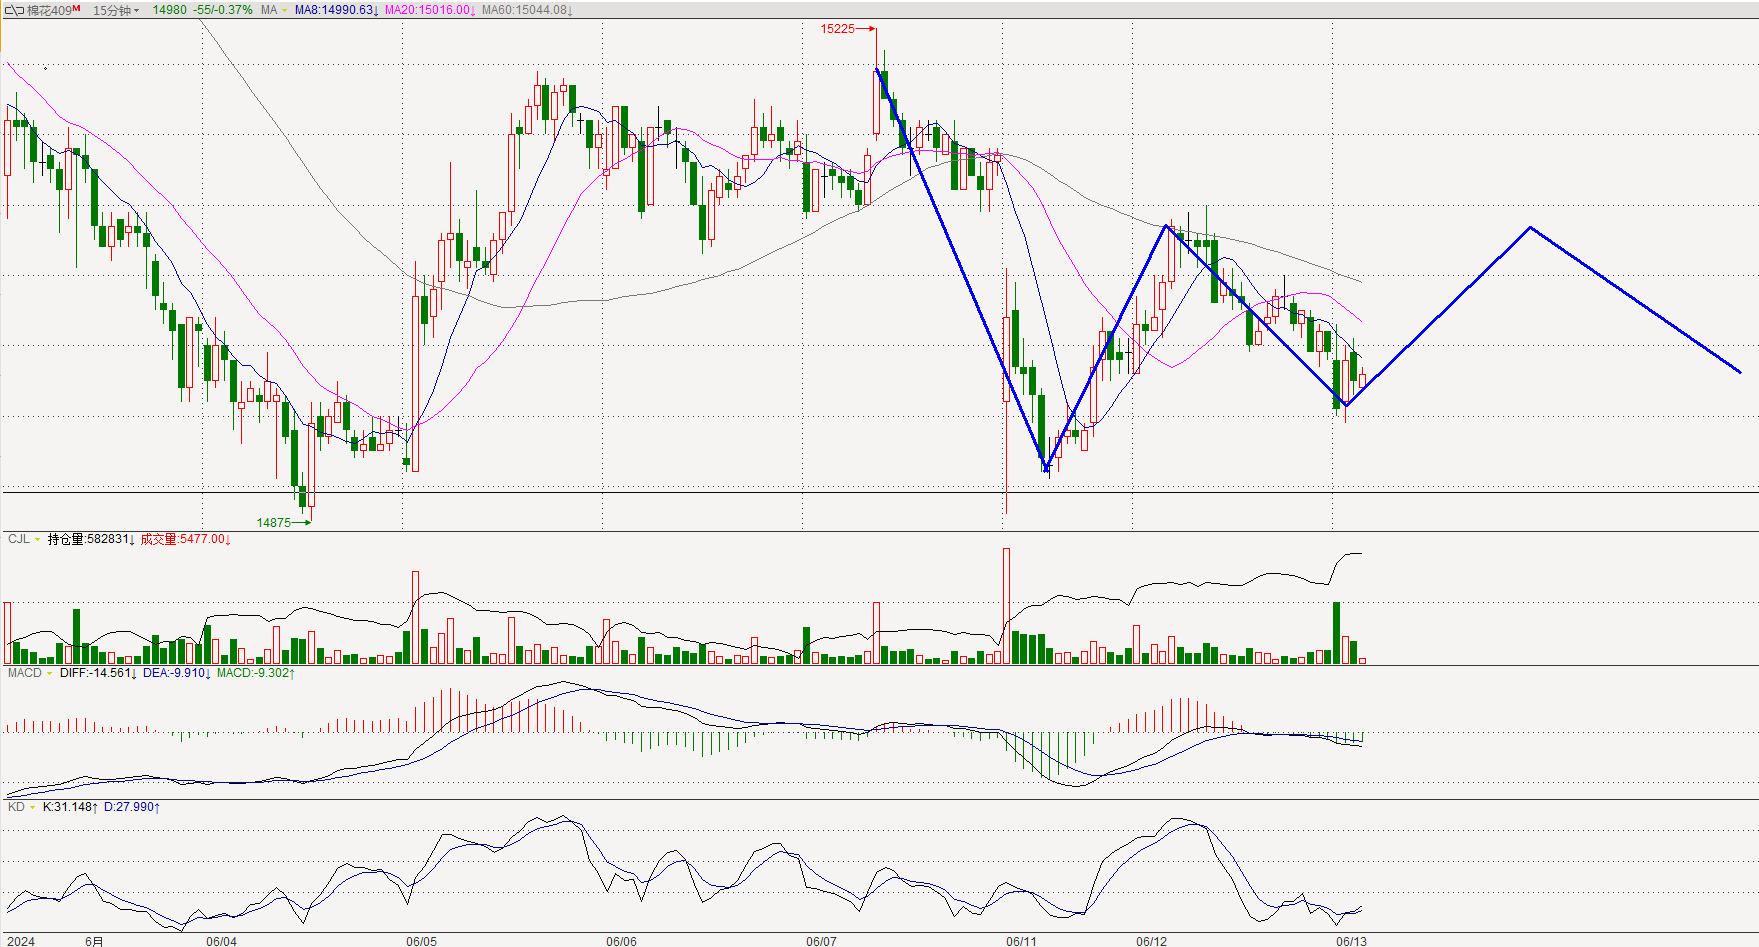 棉花409M 15分钟 14980 -55/-0.37% MA MA8:14990.63↓ MA20:15016.00↓ MA60:15044.08↓
15225
14875
CJL 持仓量:582831↓ 成交量:5477.00↓
MACD DIFF:-14.561↓ DEA:-9.910↓ MACD:-9.302↑
KD K:31.148↑ D:27.990↑
2024 6月 06/04 06/05 06/06 06/07 06/11 06/12 06/13